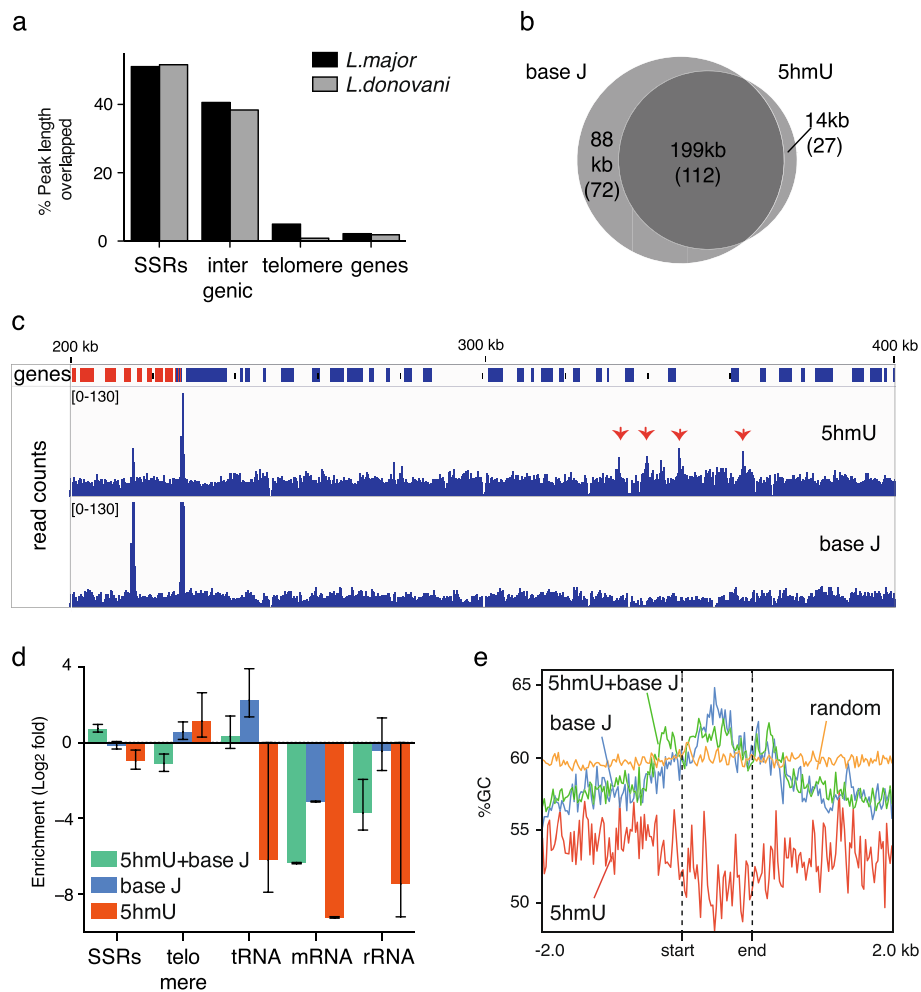 a
L.major
L.donovani
% Peak length
overlapped
40
20
0
SSRs
inter
genic
telomere
genes
b
base J
5hmU
88
kb
(72)
199kb
(112)
14kb
(27)
c
200 kb
300 kb
400 kb
genes
read counts
[0-130]
5hmU
[0-130]
base J
d
Enrichment (Log2 fold)
4
0
−4
−8
5hmU+base J
base J
5hmU
SSRs
telo
mere
tRNA
mRNA
rRNA
e
%GC
65
60
55
50
5hmU+base J
base J
random
5hmU
-2.0
start
end
2.0 kb